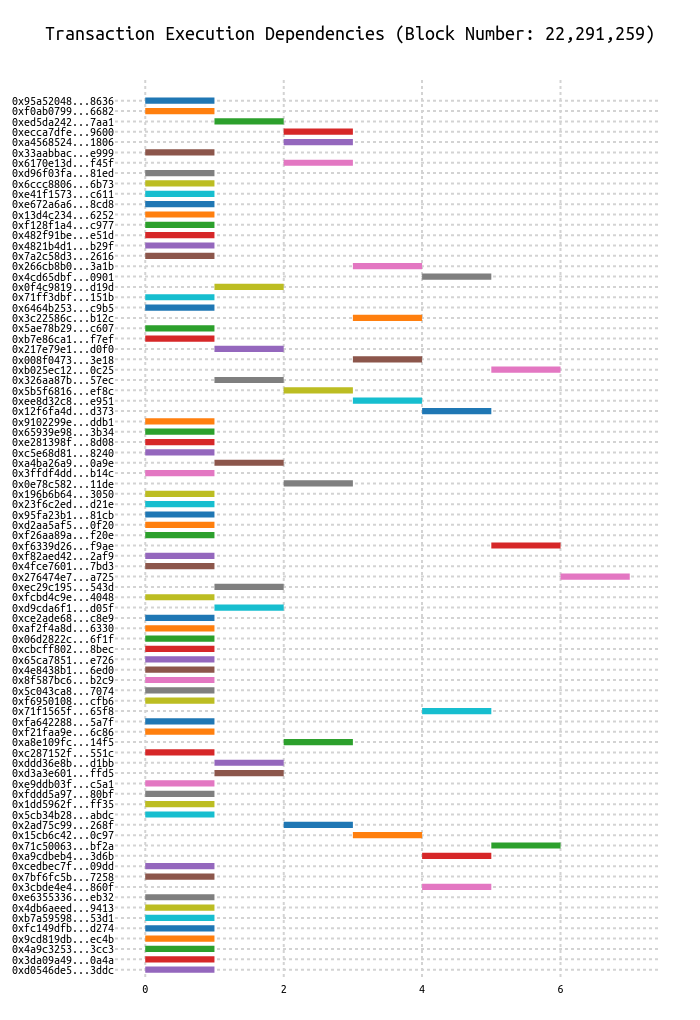 Transaction Execution Dependencies (Block Number: 22,291,259)
0x95a52048...8636
0xf0ab0799...6682
0xed5da242...7aa1
0xecca7dfe...9600
0xa4568524...1806
0x33aabbac...e999
0x6170e13d...f45f
0xd96f03fa...81ed
0x6ccc8806...6b73
0xe41f1573...c611
0xe672a6a6...8cd8
0x13d4c234...6252
0xf128f1a4...c977
0x482f91be...e51d
0x4821b4d1...b29f
0x7a2c58d3...2616
0x266cb8b0...3a1b
0x4cd65dbf...0901
0x0f4c9819...d19d
0x71ff3dbf...151b
0x6464b253...c9b5
0x3c22586c...b12c
0x5ae78b29...c607
0xb7e86ca1...f7ef
0x217e79e1...d0f0
0x008f0473...3e18
0xb025ec12...0c25
0x326aa87b...57ec
0x5b5f6816...ef8c
0xee8d32c8...e951
0x12f6fa4d...d373
0x9102299e...ddb1
0x65939e98...3b34
0xe281398f...8d08
0xc5e68d81...8240
0xa4ba26a9...0a9e
0x3ffdf4dd...b14c
0x0e78c582...11de
0x196b6b64...3050
0x23f6c2ed...d21e
0x95fa23b1...81cb
0xd2aa5af5...0f20
0xf26aa89a...f20e
0xf6339d26...f9ae
0xf82aed42...2af9
0x4fce7601...7bd3
0x276474e7...a725
0xec29c195...543d
0xfcbd4c9e...4048
0xd9cda6f1...d05f
0xce2ade68...c8e9
0xaf2f4a8d...6330
0x06d2822c...6f1f
0xcbcff802...8bec
0x65ca7851...e726
0x4e8438b1...6ed0
0x8f587bc6...b2c9
0x5c043ca8...7074
0xf6950108...cfb6
0x71f1565f...65f8
0xfa642288...5a7f
0xf21faa9e...6c86
0xa8e109fc...14f5
0xc287152f...551c
0xddd36e8b...d1bb
0xd3a3e601...ffd5
0xe9ddb03f...c5a1
0xfddd5a97...80bf
0x1dd5962f...ff35
0x5cb34b28...abdc
0x2ad75c99...268f
0x15cb6c42...0c97
0x71c50063...bf2a
0xa9cdbeb4...3d6b
0xcedbec7f...09dd
0x7bf6fc5b...7258
0x3cbde4e4...860f
0xe6355336...eb32
0x4db6aeed...9413
0xb7a59598...53d1
0xfc149dfb...d274
0x9cd819db...ec4b
0x4a9c3253...3cc3
0x3da09a49...0a4a
0xd0546de5...3ddc
0 2 4 6